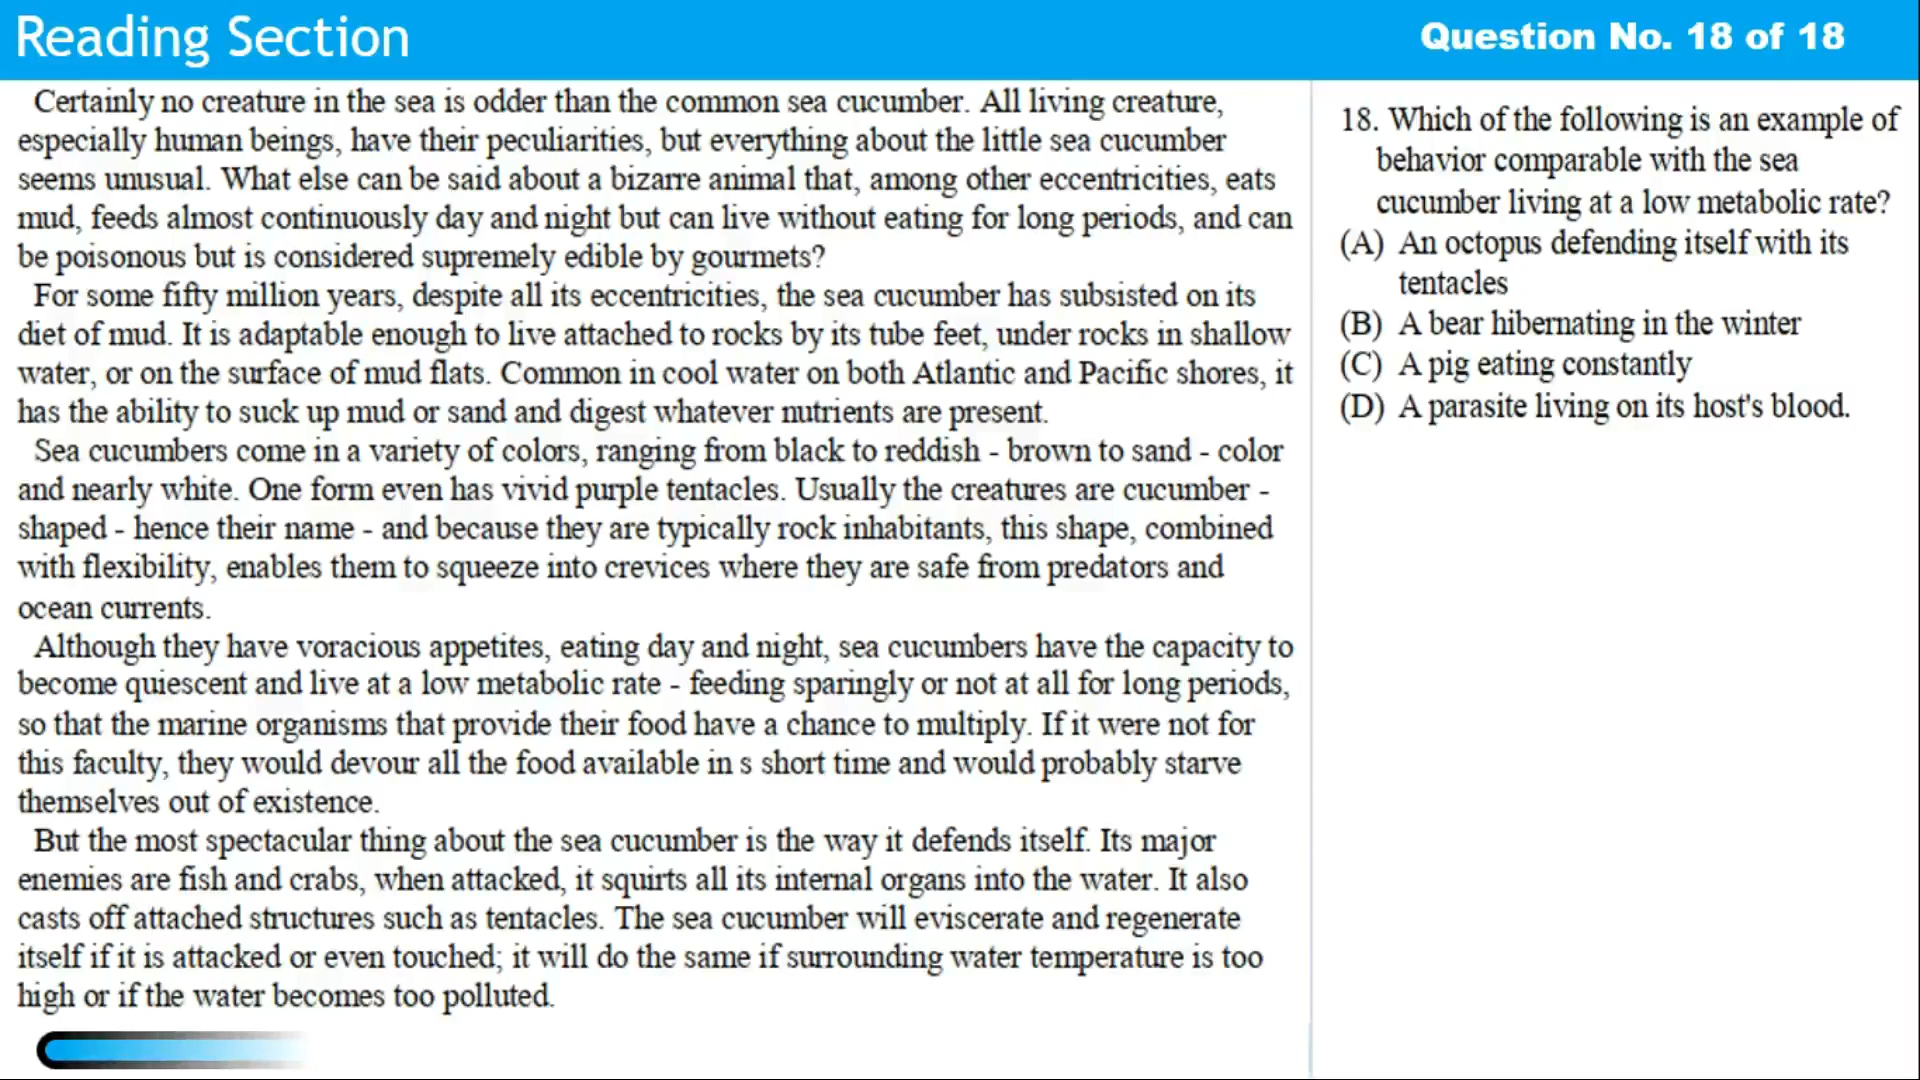 Reading Section
Question No. 18 of 18
Certainly no creature in the sea is odder than the common sea cucumber. All living creature,
especially human beings, have their peculiarities, but everything about the little sea cucumber
seems unusual. What else can be said about a bizarre animal that, among other eccentricities, eats
mud, feeds almost continuously day and night but can live without eating for long periods, and can
be poisonous but is considered supremely edible by gourmets?
For some fifty million years, despite all its eccentricities, the sea cucumber has subsisted on its
diet of mud. It is adaptable enough to live attached to rocks by its tube feet, under rocks in shallow
water, or on the surface of mud flats. Common in cool water on both Atlantic and Pacific shores, it
has the ability to suck up mud or sand and digest whatever nutrients are present.
Sea cucumbers come in a variety of colors, ranging from black to reddish - brown to sand - color
and nearly white. One form even has vivid purple tentacles. Usually the creatures are cucumber -
shaped - hence their name - and because they are typically rock inhabitants, this shape, combined
with flexibility, enables them to squeeze into crevices where they are safe from predators and
ocean currents.
Although they have voracious appetites, eating day and night, sea cucumbers have the capacity to
become quiescent and live at a low metabolic rate - feeding sparingly or not at all for long periods,
so that the marine organisms that provide their food have a chance to multiply. If it were not for
this faculty, they would devour all the food available in s short time and would probably starve
themselves out of existence.
But the most spectacular thing about the sea cucumber is the way it defends itself. Its major
enemies are fish and crabs, when attacked, it squirts all its internal organs into the water. It also
casts off attached structures such as tentacles. The sea cucumber will eviscerate and regenerate
itself if it is attacked or even touched; it will do the same if surrounding water temperature is too
high or if the water becomes too polluted.
18. Which of the following is an example of
behavior comparable with the sea
cucumber living at a low metabolic rate?
(A) An octopus defending itself with its
tentacles
(B) A bear hibernating in the winter
(C) A pig eating constantly
(D) A parasite living on its host's blood.